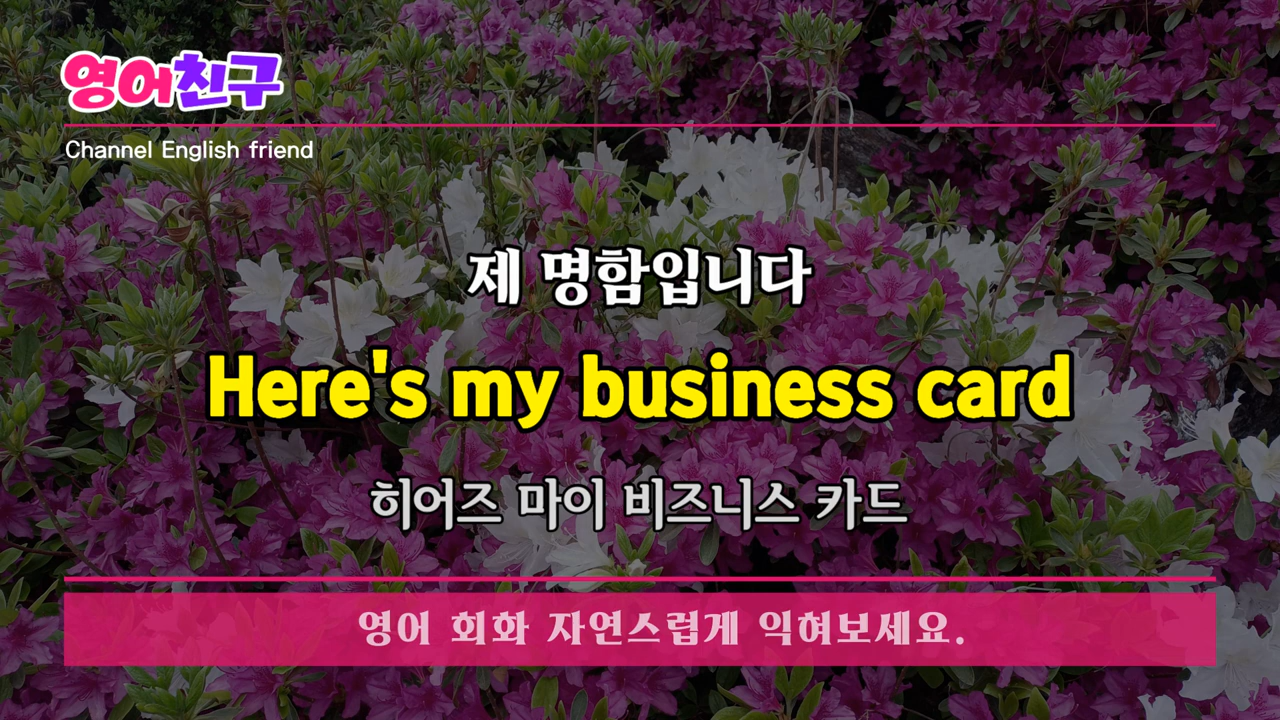 영어친구
Channel English friend
제 명함입니다
Here's my business card
히어즈 마이 비즈니스 카드
영어 회화 자연스럽게 익혀보세요.